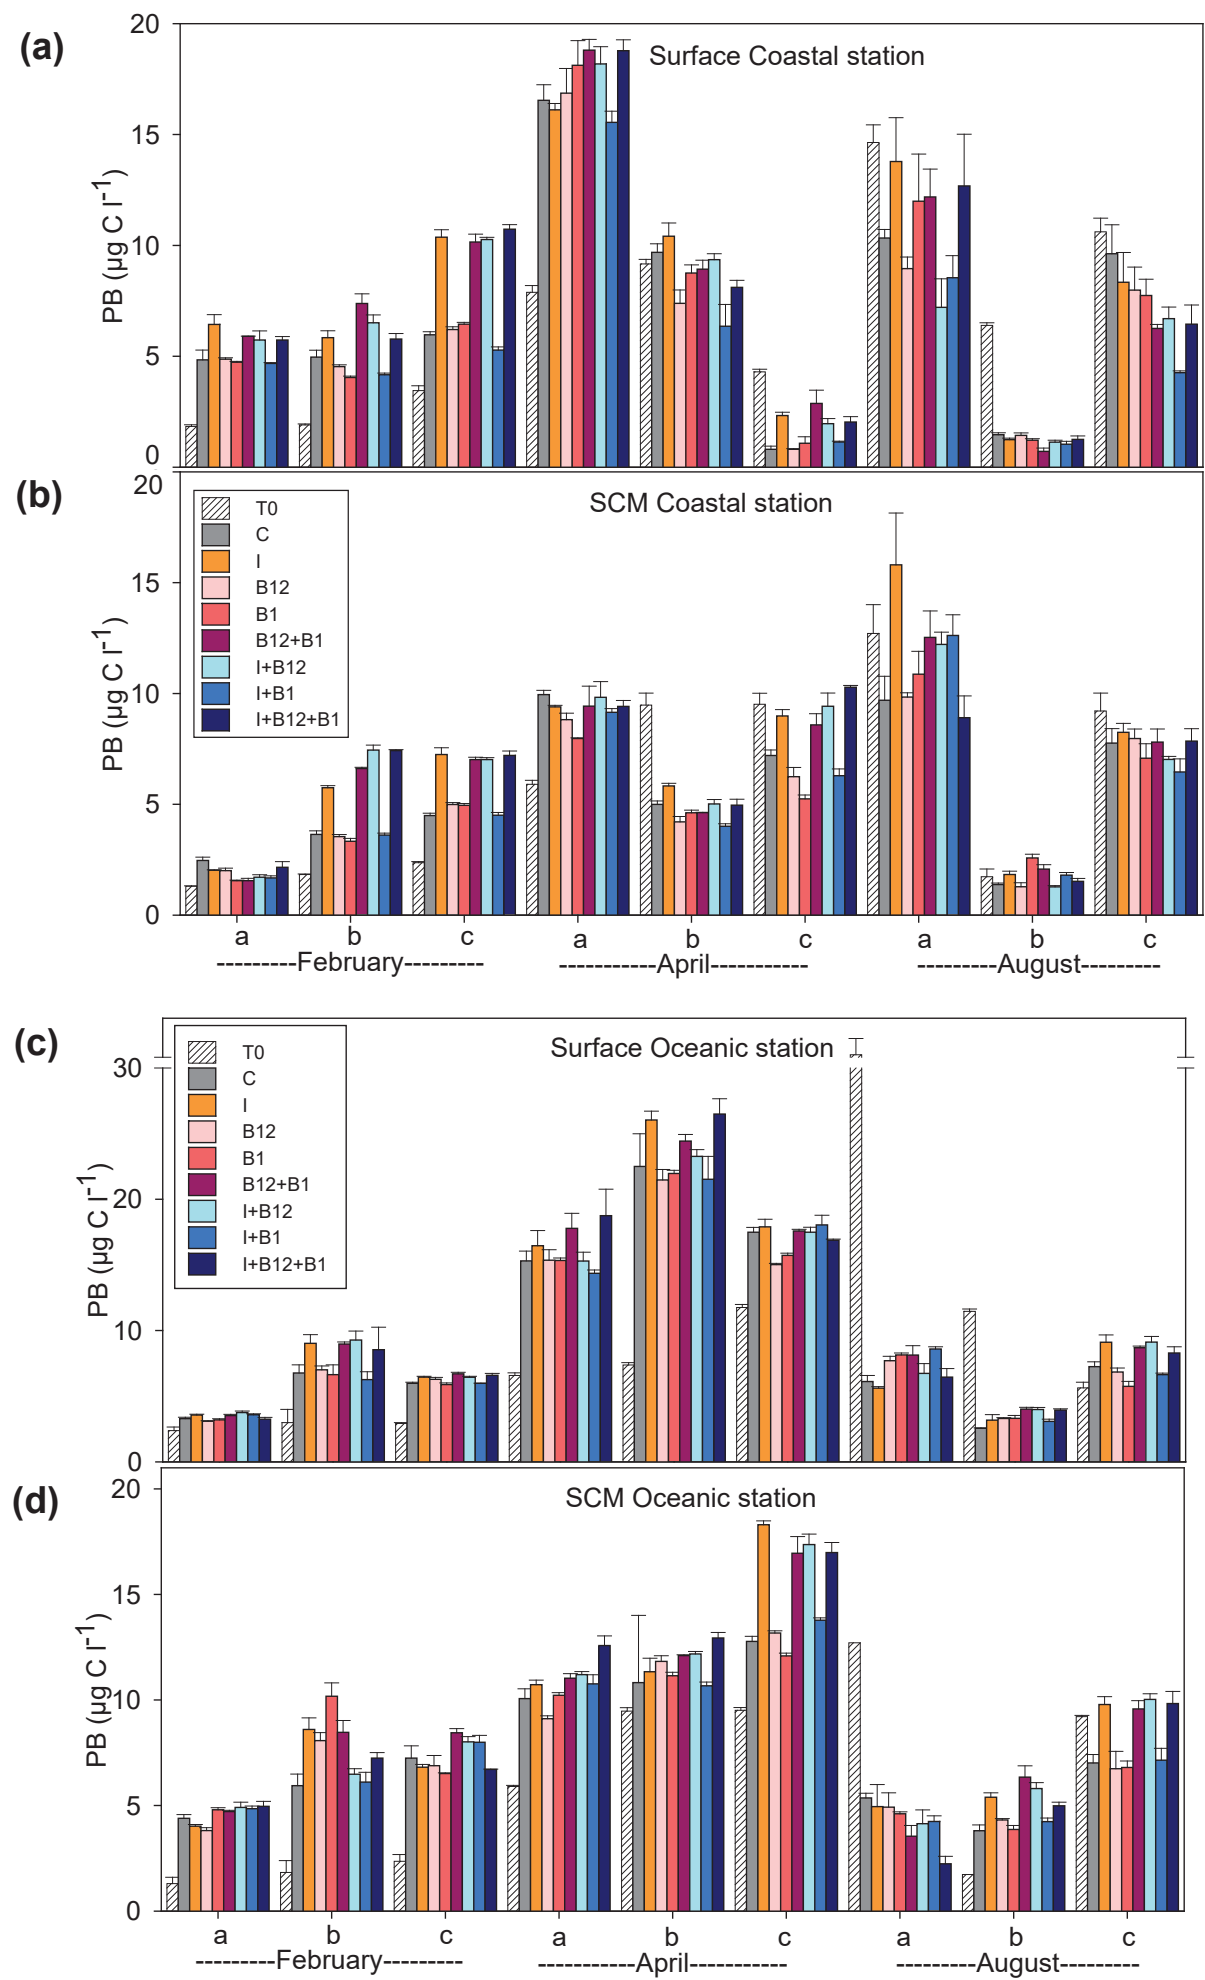 (a)
Surface Coastal station
PB (µg C l-1)
20
15
10
5
0
(b)
SCM Coastal station
PB (µg C l-1)
20
15
10
5
0
T0
C
I
B12
B1
B12+B1
I+B12
I+B1
I+B12+B1
a b c a b c a b c
---------February--------- -----------April----------- ---------August---------
(c)
Surface Oceanic station
PB (µg C l-1)
30
20
10
0
T0
C
I
B12
B1
B12+B1
I+B12
I+B1
I+B12+B1
(d)
SCM Oceanic station
PB (µg C l-1)
20
15
10
5
0
a b c a b c a b c
---------February--------- -----------April----------- ---------August---------